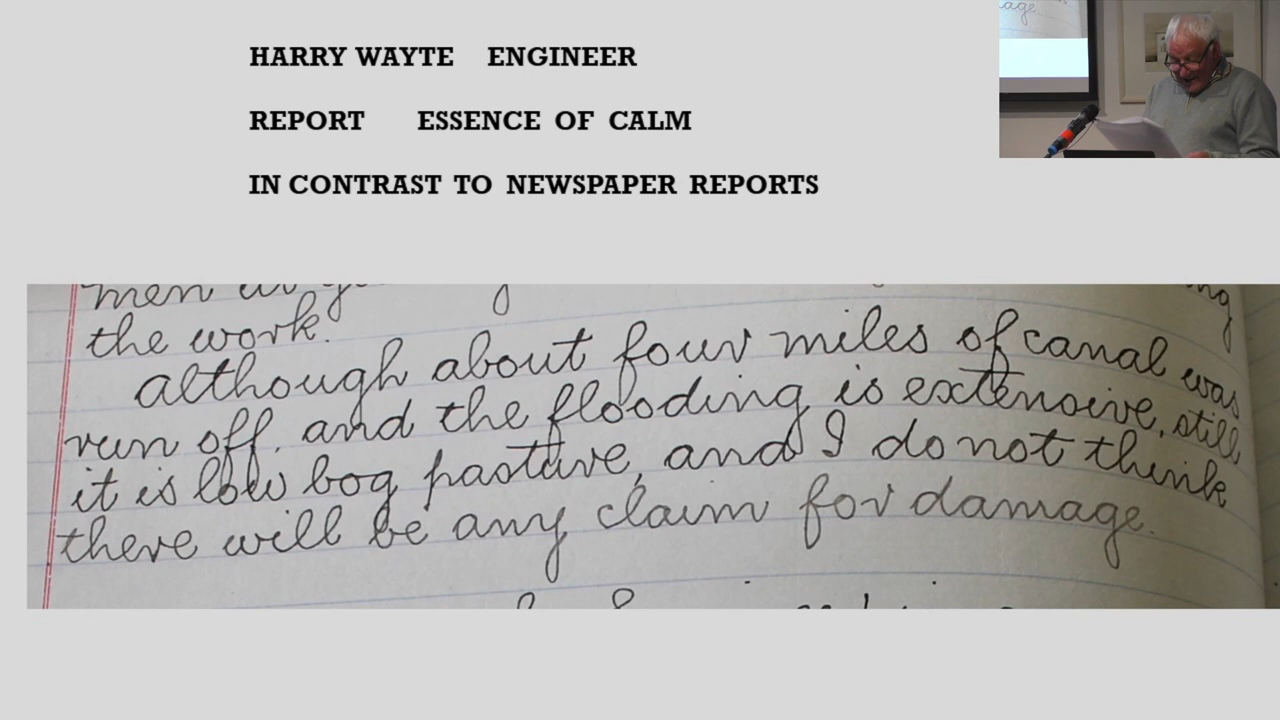 HARRY WAYTE ENGINEER
REPORT ESSENCE OF CALM
IN CONTRAST TO NEWSPAPER REPORTS
men
the work.
although about four miles of canal was
run off. and the flooding is extensive, still,
it is low bog pasture, and I do not think
there will be any claim for damage.